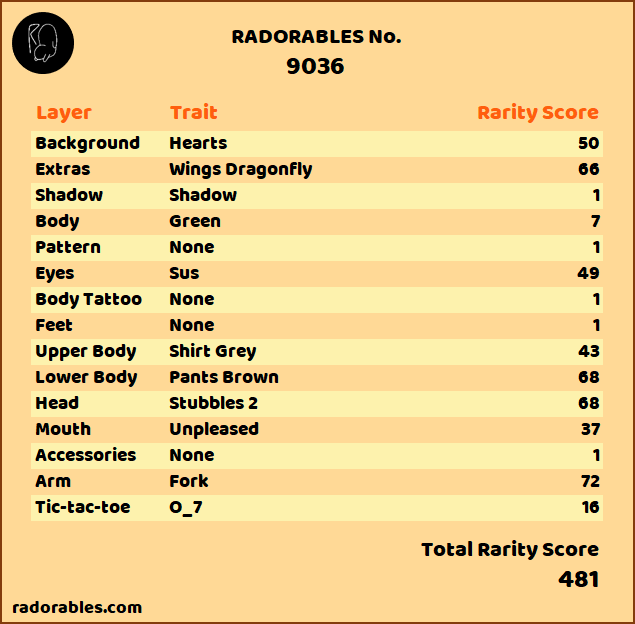 RADORABLES No.
9036
Layer Trait Rarity Score
Background Hearts 50
Extras Wings Dragonfly 66
Shadow Shadow 1
Body Green 7
Pattern None 1
Eyes Sus 49
Body Tattoo None 1
Feet None 1
Upper Body Shirt Grey 43
Lower Body Pants Brown 68
Head Stubbles 2 68
Mouth Unpleased 37
Accessories None 1
Arm Fork 72
Tic-tac-toe O_7 16
Total Rarity Score
481
radorables.com